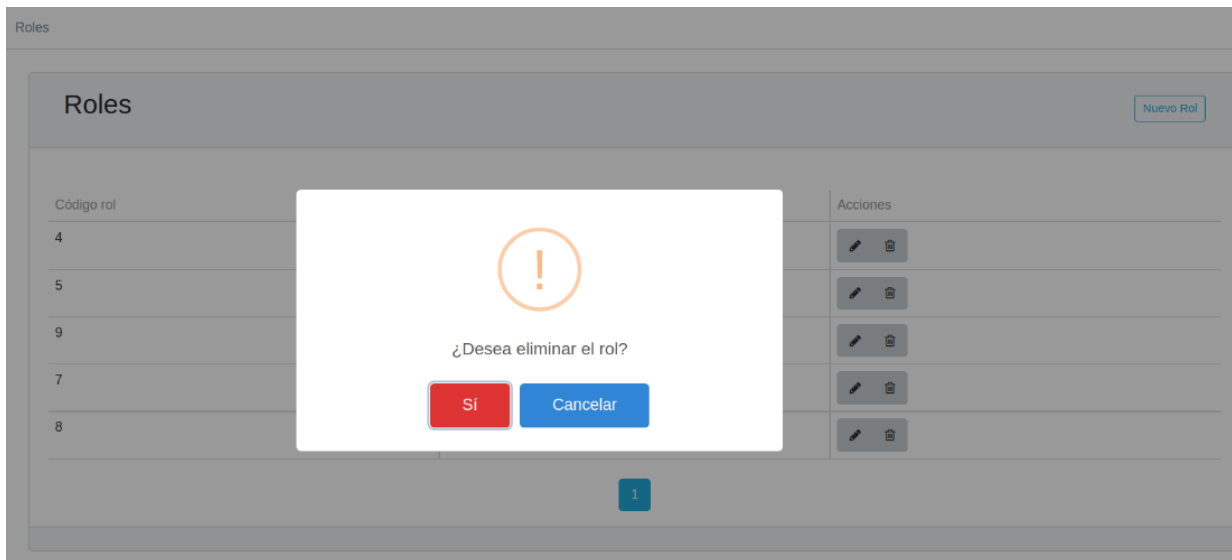 Roles
Roles
Nuevo Rol
Código rol
Acciones
4
5
9
7
8
!
¿Desea eliminar el rol?
Sí
Cancelar
1